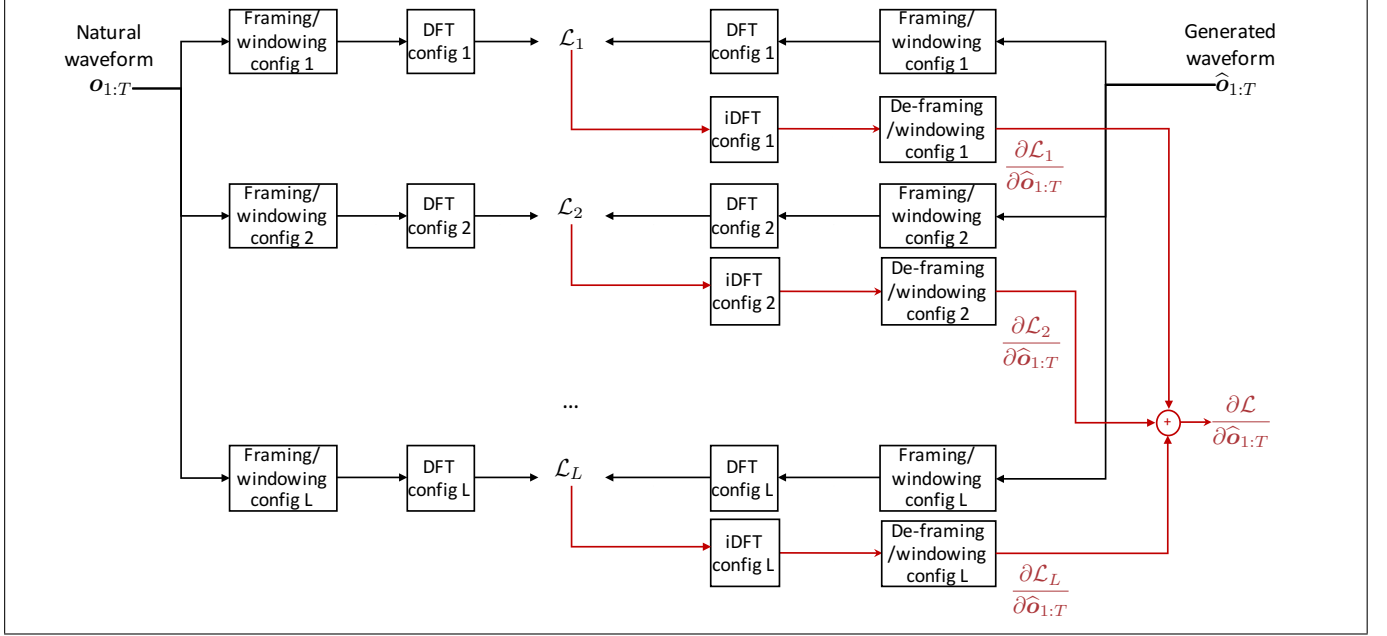 Natural
waveform
𝒐₁:T
Framing/
windowing
config 1
DFT
config 1
ℒ₁
DFT
config 1
Framing/
windowing
config 1
Generated
waveform
𝒐̂₁:T
iDFT
config 1
De-framing
/windowing
config 1
∂ℒ₁
∂𝒐̂₁:T
Framing/
windowing
config 2
DFT
config 2
ℒ₂
DFT
config 2
Framing/
windowing
config 2
iDFT
config 2
De-framing
/windowing
config 2
∂ℒ₂
∂𝒐̂₁:T
...
+
∂ℒ
∂𝒐̂₁:T
Framing/
windowing
config L
DFT
config L
ℒL
DFT
config L
Framing/
windowing
config L
iDFT
config L
De-framing
/windowing
config L
∂ℒL
∂𝒐̂₁:T